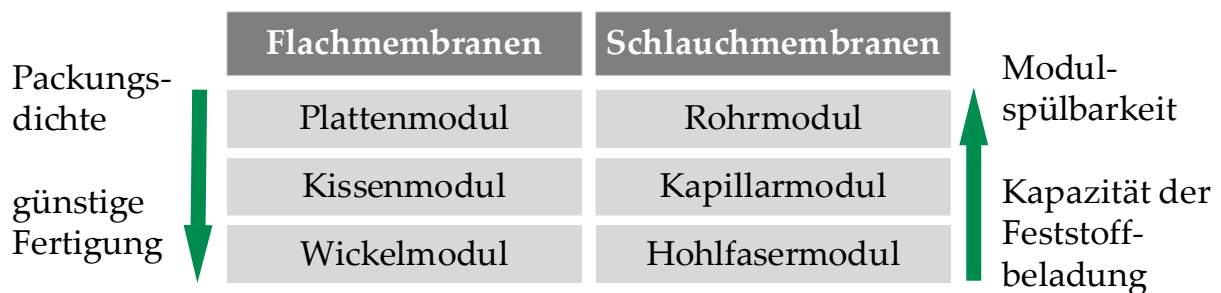 Flachmembranen
Schlauchmembranen
Packungs-
dichte
günstige
Fertigung
Plattenmodul
Rohrmodul
Kissenmodul
Kapillarmodul
Wickelmodul
Hohlfasermodul
Modul-
spülbarkeit
Kapazität der
Feststoff-
beladung